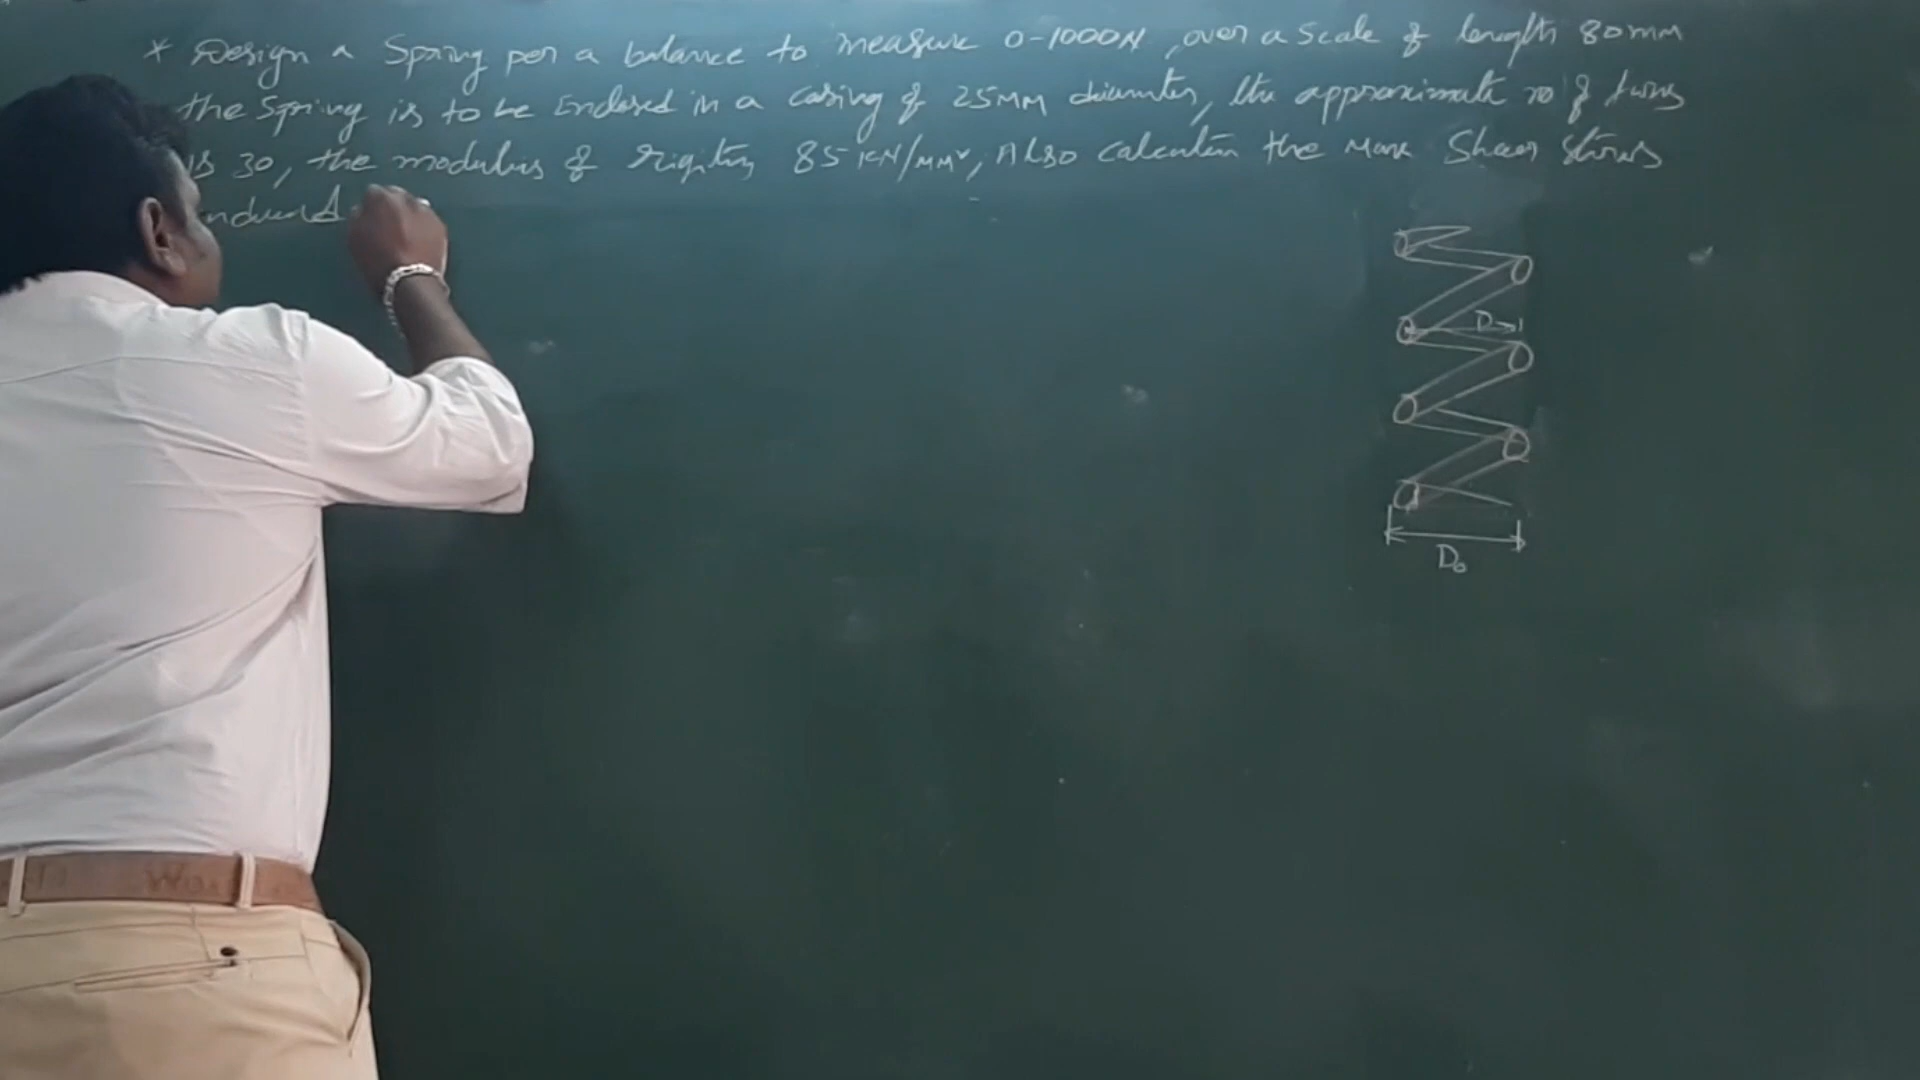 * Design a Spring for a balance to measure 0-1000N, over a scale of length 80mm
the Spring is to be Enclosed in a casing of 25mm diameter, the approximate no of turns
is 30, the modulus of rigidity 85 KN/mm², Also calculate the Max Shear stress
induced
D
D₀